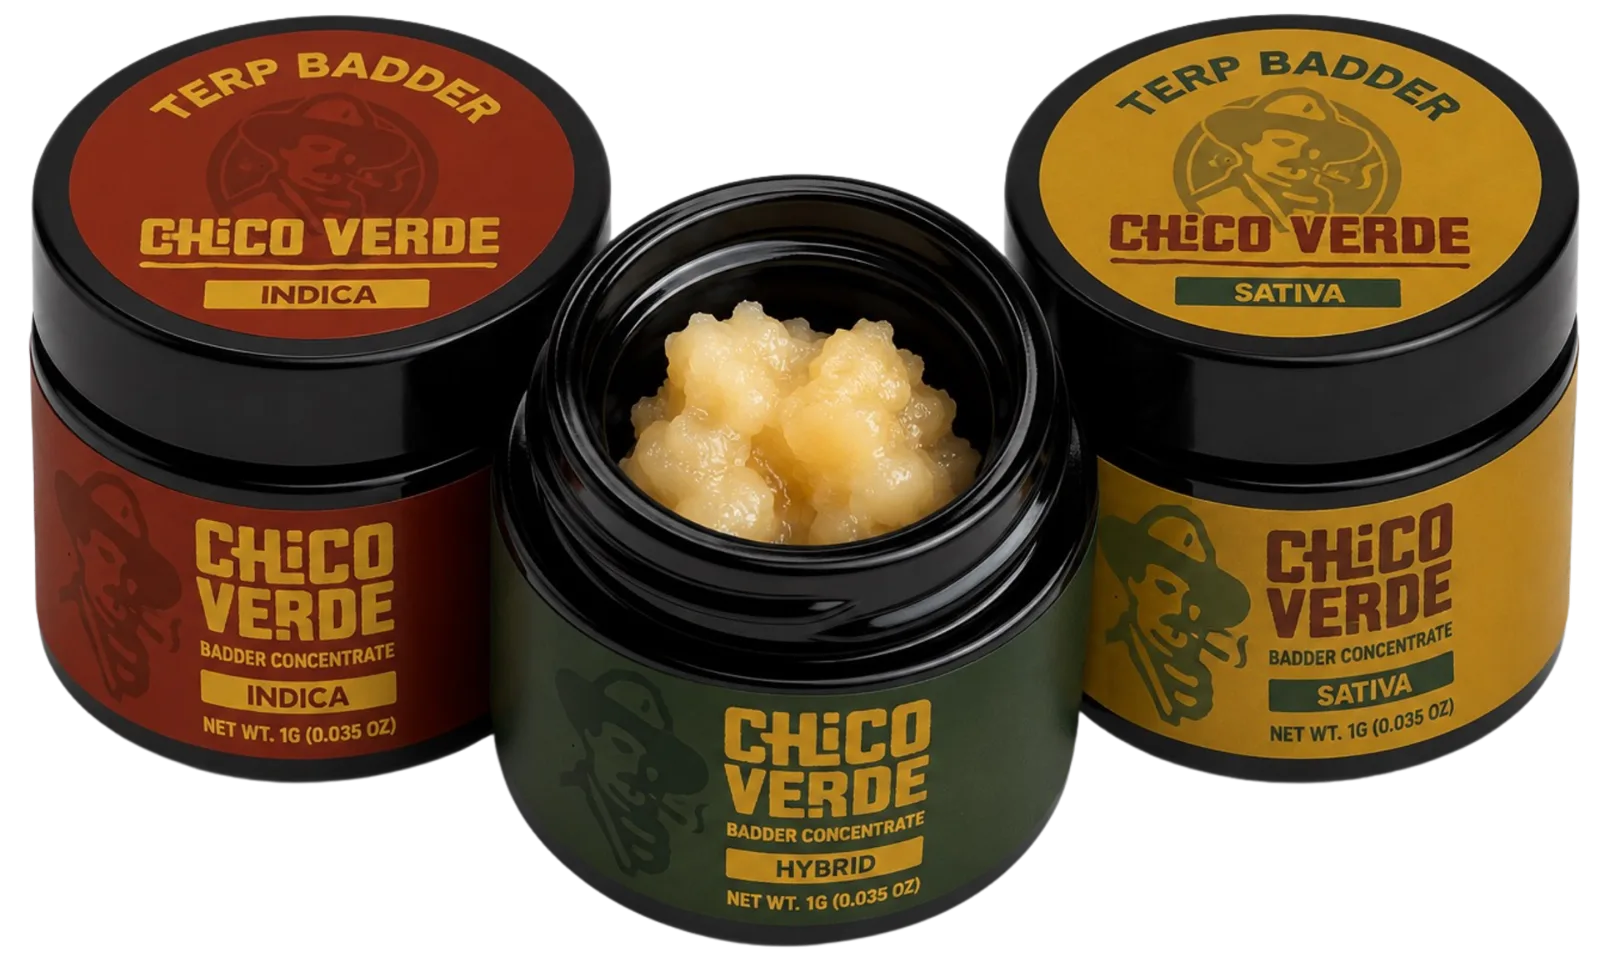 TERP BADDER
CHiCO VERDE
INDICA
CHiCO
VERDE
BADDER CONCENTRATE
INDICA
NET WT. 1G (0.035 OZ)
CHiCO
VERDE
BADDER CONCENTRATE
HYBRID
NET WT. 1G (0.035 OZ)
TERP BADDER
CHiCO VERDE
SATIVA
CHiCO
VERDE
BADDER CONCENTRATE
SATIVA
NET WT. 1G (0.035 OZ)